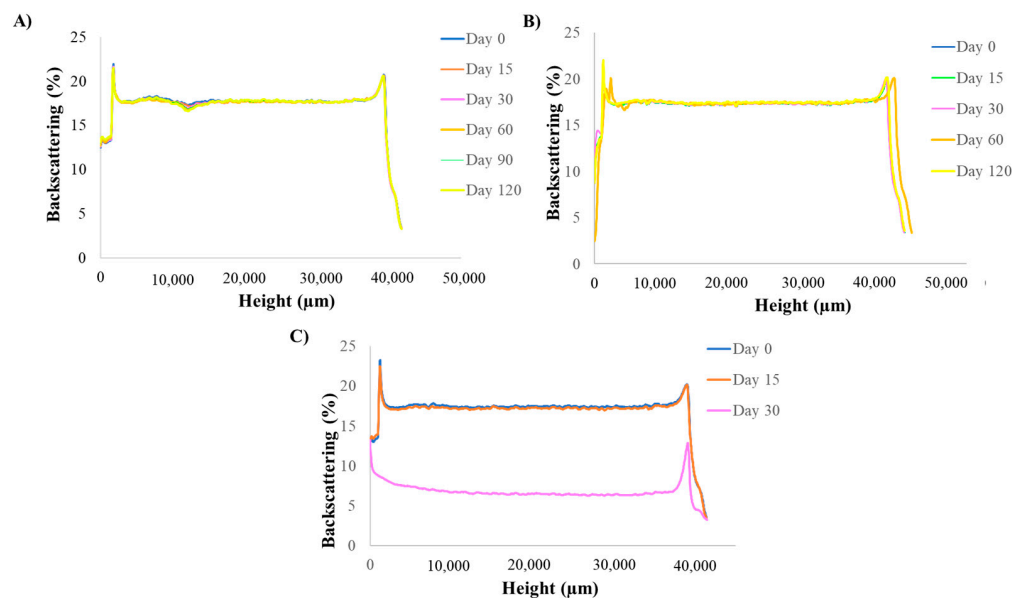 A)
25
20
15
10
5
0
Backscattering (%)
0
10,000
20,000
30,000
40,000
50,000
Height (µm)
Day 0
Day 15
Day 30
Day 60
Day 90
Day 120
B)
25
20
15
10
5
0
Backscattering (%)
0
10,000
20,000
30,000
40,000
50,000
Height (µm)
Day 0
Day 15
Day 30
Day 60
Day 120
C)
25
20
15
10
5
0
Backscattering (%)
0
10,000
20,000
30,000
40,000
Height (µm)
Day 0
Day 15
Day 30